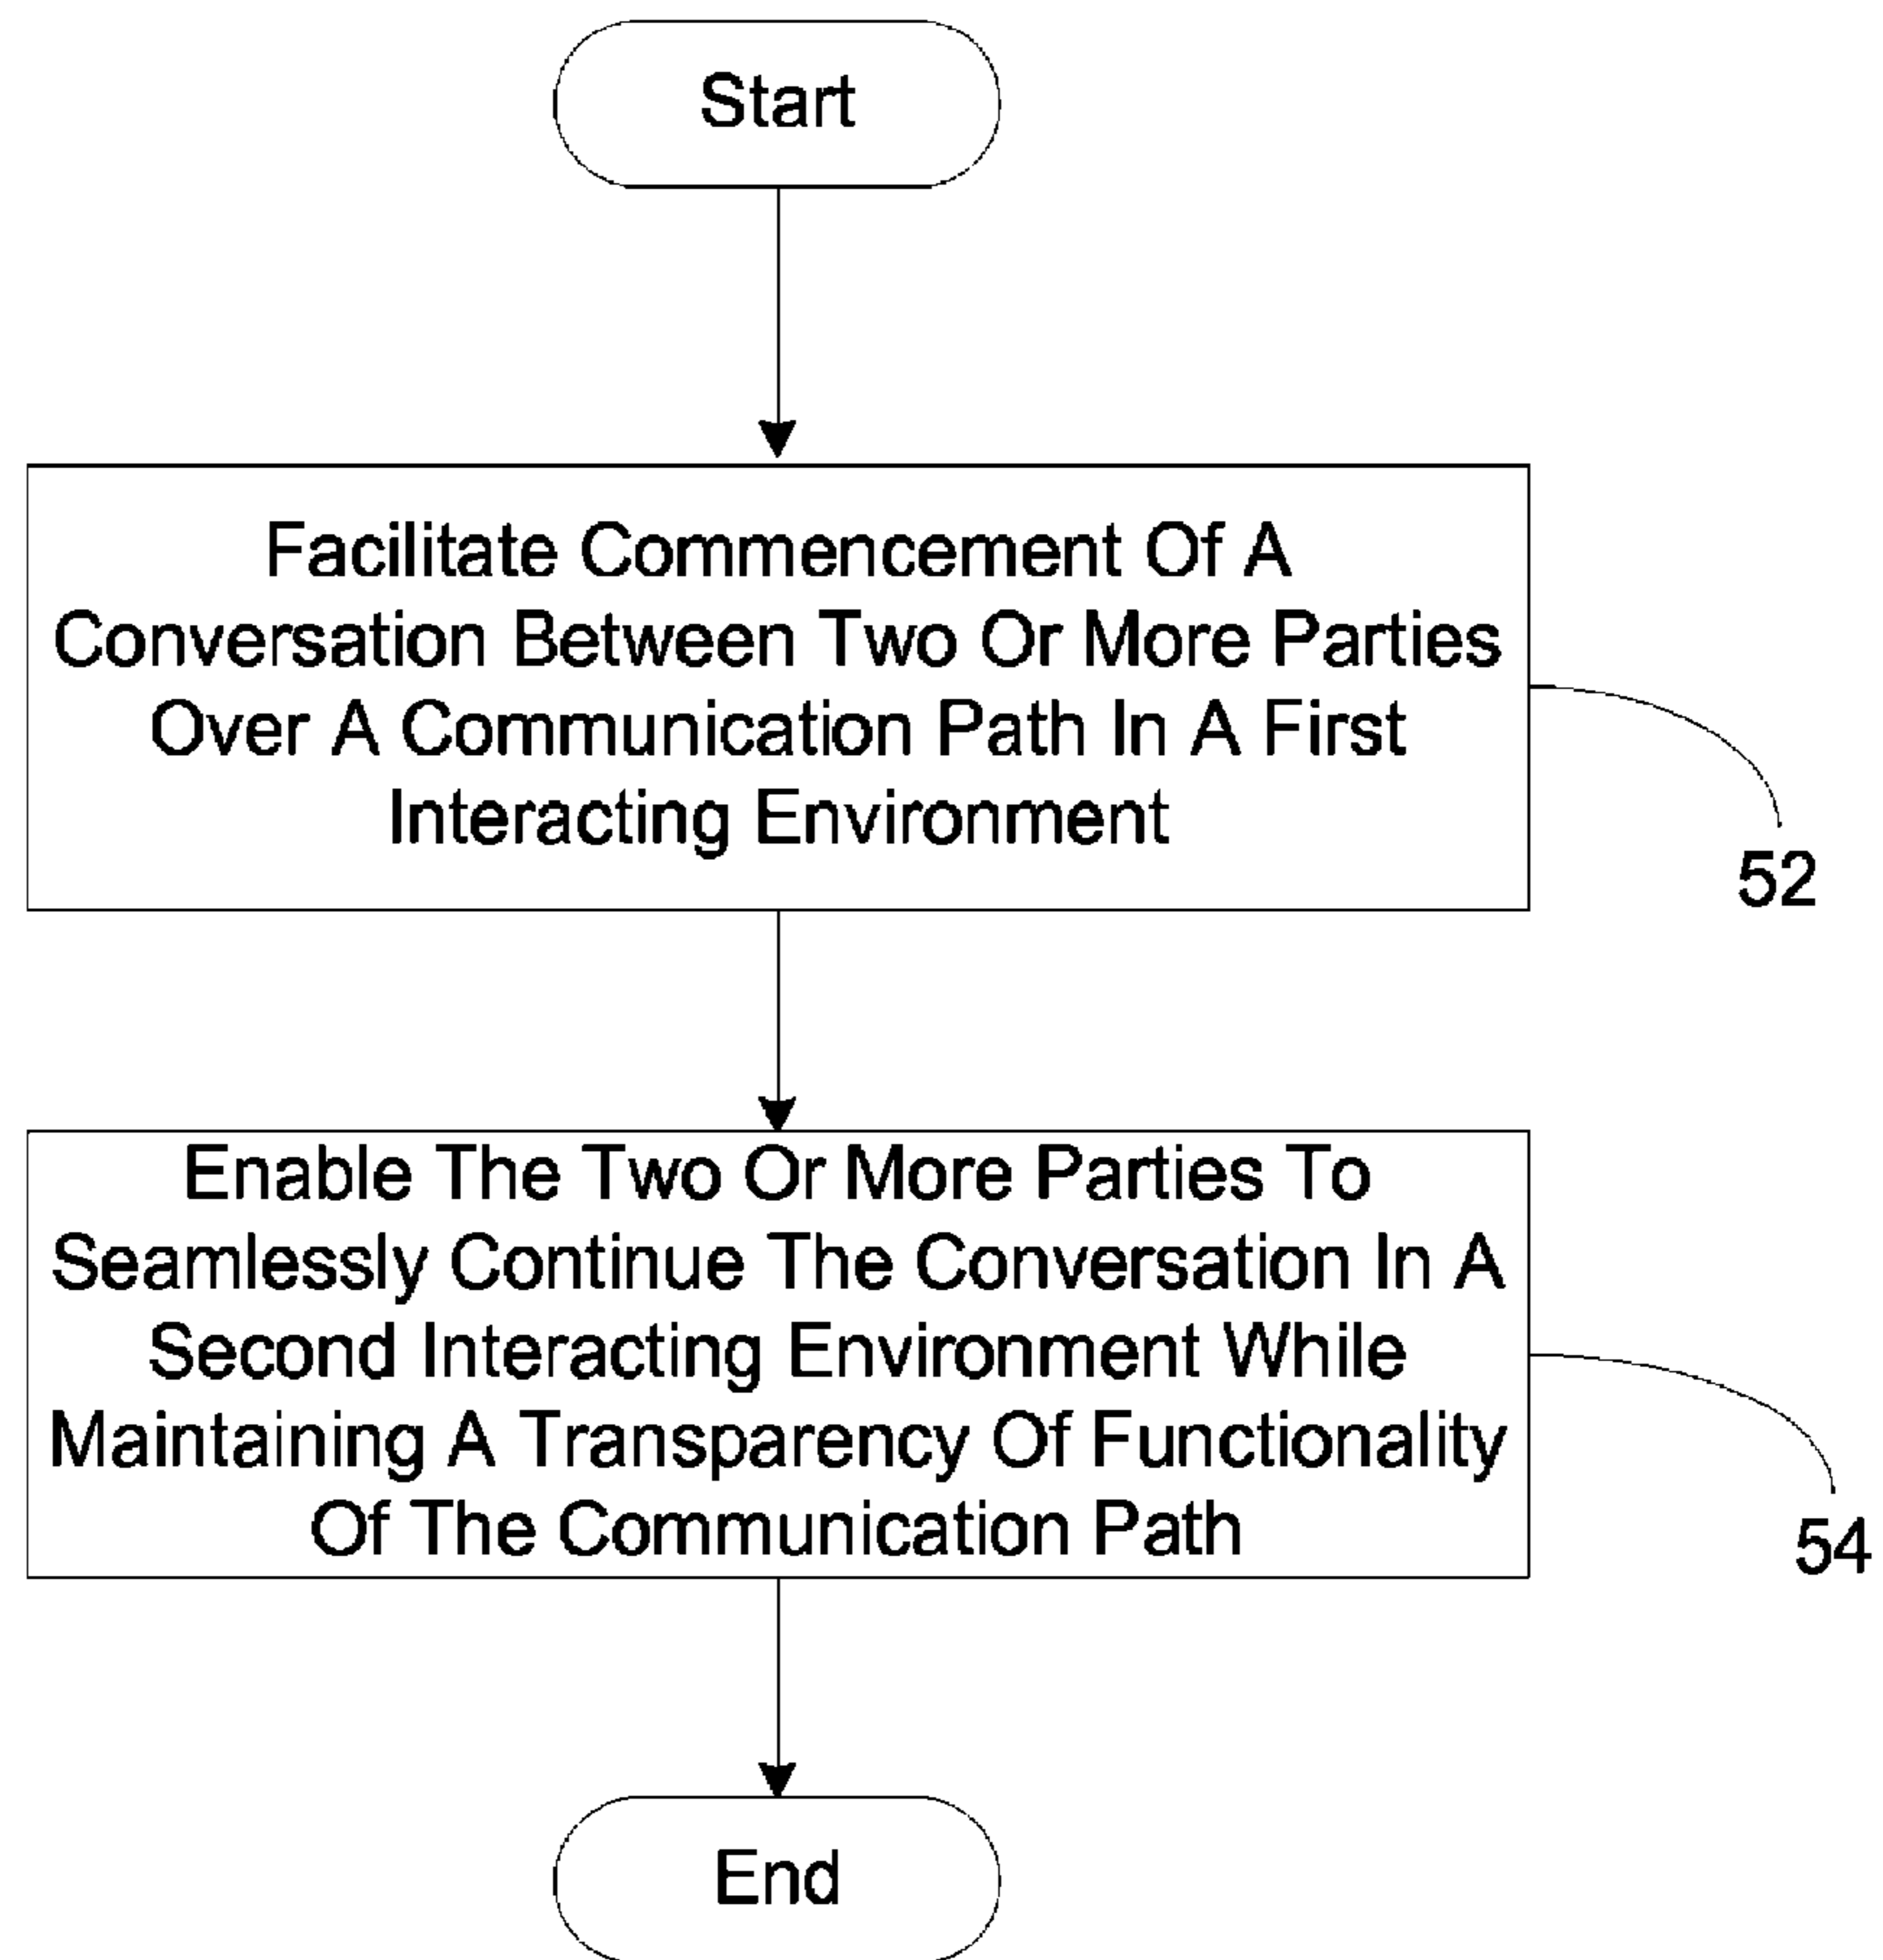 Start
Facilitate Commencement Of A
Conversation Between Two Or More Parties
Over A Communication Path In A First
Interacting Environment
52
Enable The Two Or More Parties To
Seamlessly Continue The Conversation In A
Second Interacting Environment While
Maintaining A Transparency Of Functionality
Of The Communication Path
54
End